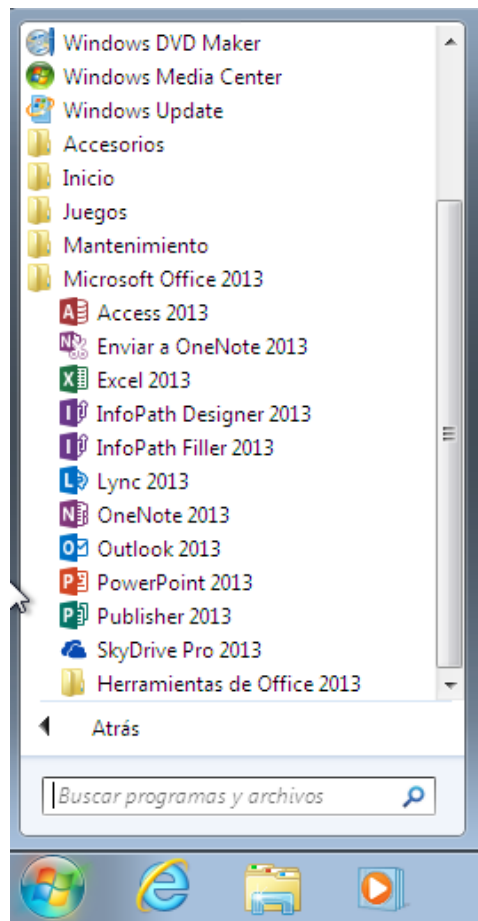 Windows DVD Maker
Windows Media Center
Windows Update
Accesorios
Inicio
Juegos
Mantenimiento
Microsoft Office 2013
Access 2013
Enviar a OneNote 2013
Excel 2013
InfoPath Designer 2013
InfoPath Filler 2013
Lync 2013
OneNote 2013
Outlook 2013
PowerPoint 2013
Publisher 2013
SkyDrive Pro 2013
Herramientas de Office 2013
Atrás
Buscar programas y archivos